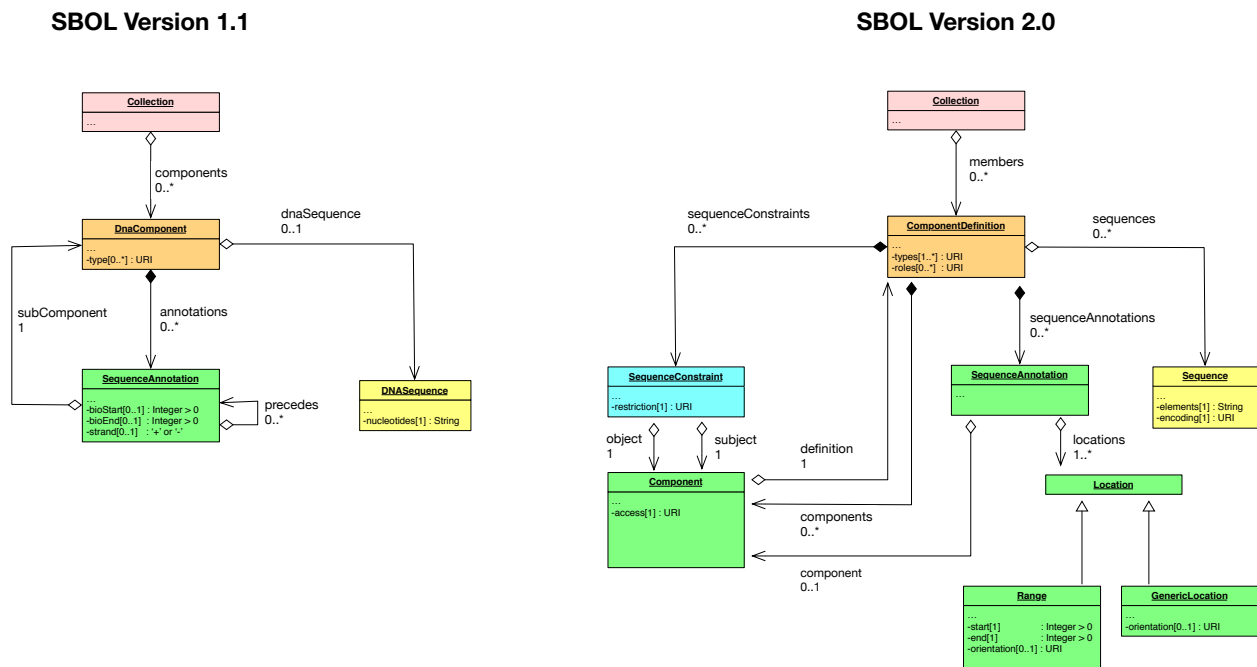 SBOL Version 1.1
Collection
...
components
0..*
DnaComponent
...
-type[0..*] : URI
dnaSequence
0..1
subComponent
1
annotations
0..*
SequenceAnnotation
...
-bioStart[0..1] : Integer > 0
-bioEnd[0..1] : Integer > 0
-strand[0..1] : '+' or '-'
precedes
0..*
DNASequence
...
-nucleotides[1] : String
SBOL Version 2.0
Collection
...
members
0..*
sequenceConstraints
0..*
ComponentDefinition
...
-types[1..*] : URI
-roles[0..*] : URI
sequences
0..*
sequenceAnnotations
0..*
SequenceConstraint
...
-restriction[1] : URI
SequenceAnnotation
...
Sequence
...
-elements[1] : String
-encoding[1] : URI
object
1
subject
1
definition
1
locations
1..*
Component
...
-access[1] : URI
Location
components
0..*
component
0..1
Range
...
-start[1] : Integer > 0
-end[1] : Integer > 0
-orientation[0..1] : URI
GenericLocation
...
-orientation[0..1] : URI